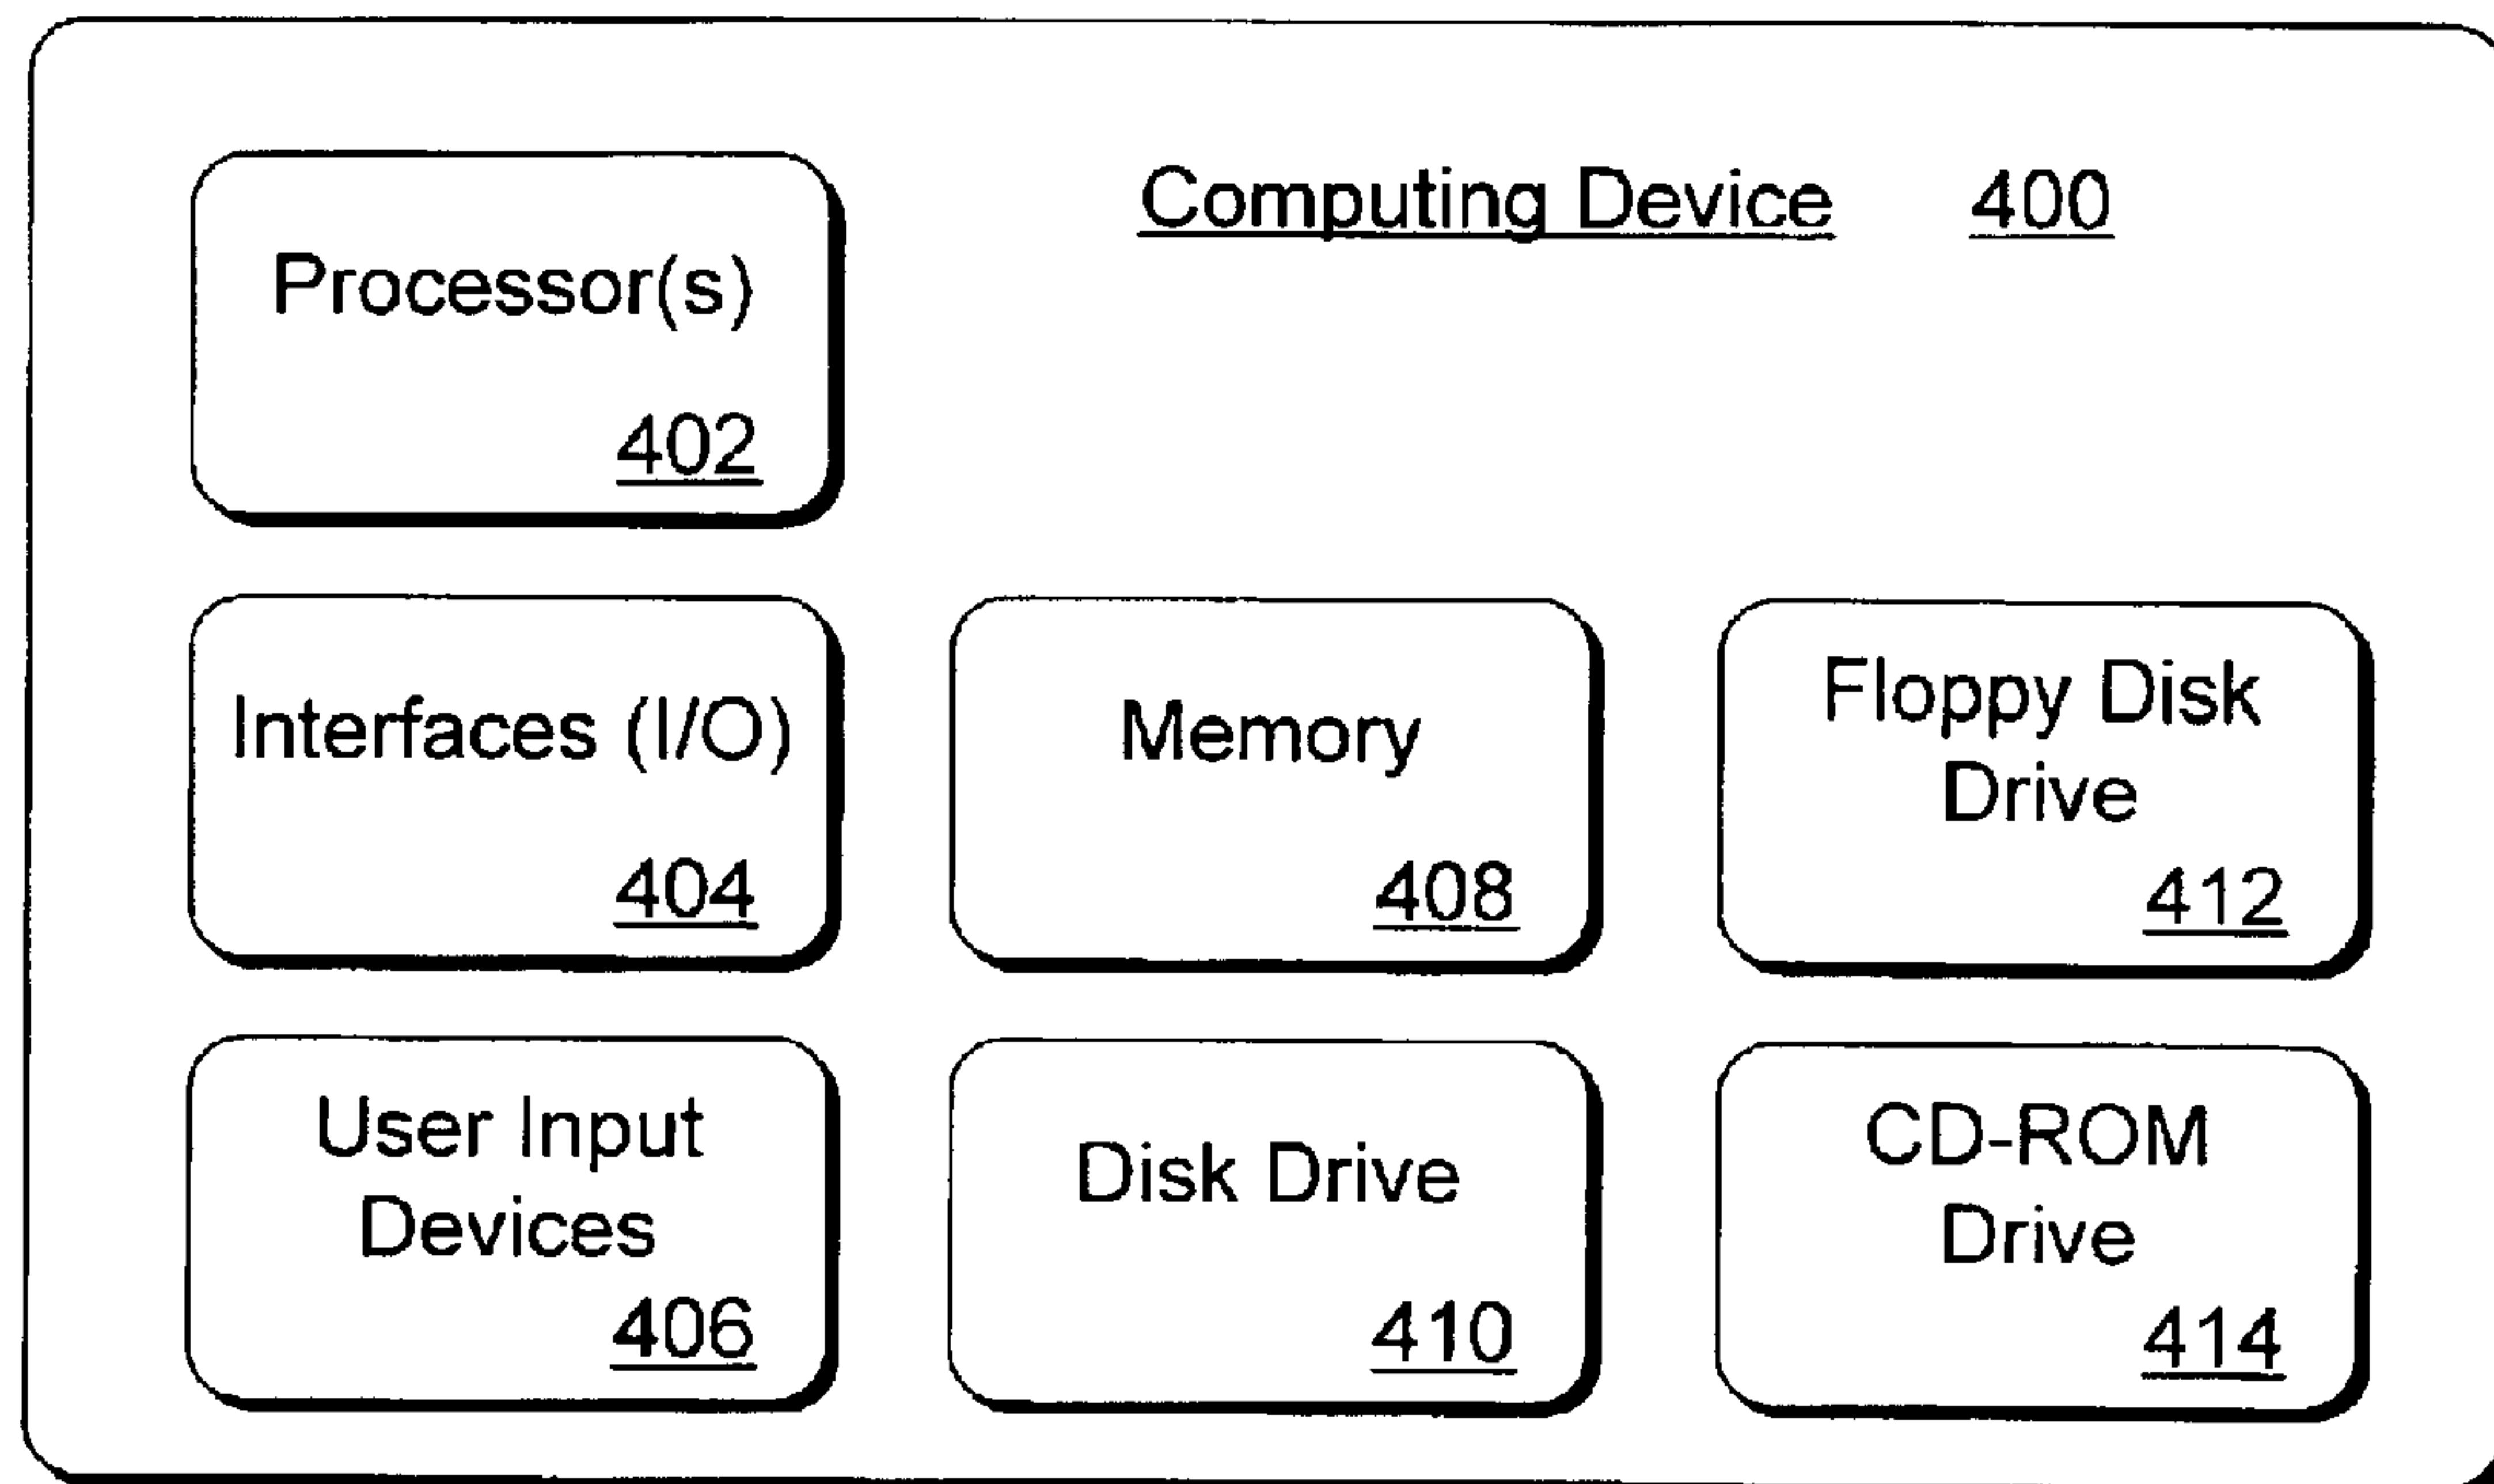 Computing Device 400
Processor(s)
402
Interfaces (I/O)
404
Memory
408
Floppy Disk
Drive
412
User Input
Devices
406
Disk Drive
410
CD-ROM
Drive
414